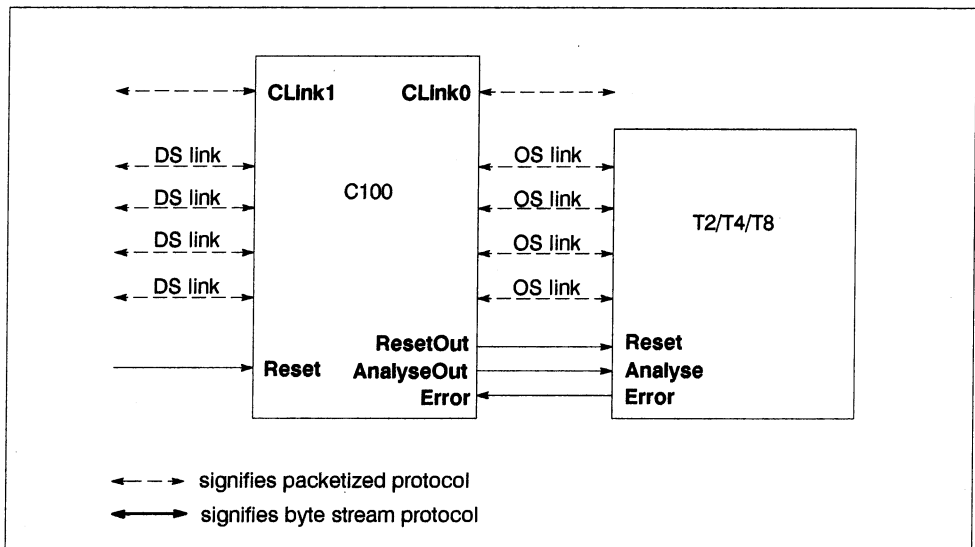 CLink1 CLink0
DS link OS link
C100
DS link OS link
T2/T4/T8
DS link OS link
DS link OS link
ResetOut Reset
Reset AnalyseOut Analyse
Error Error
signifies packetized protocol
signifies byte stream protocol